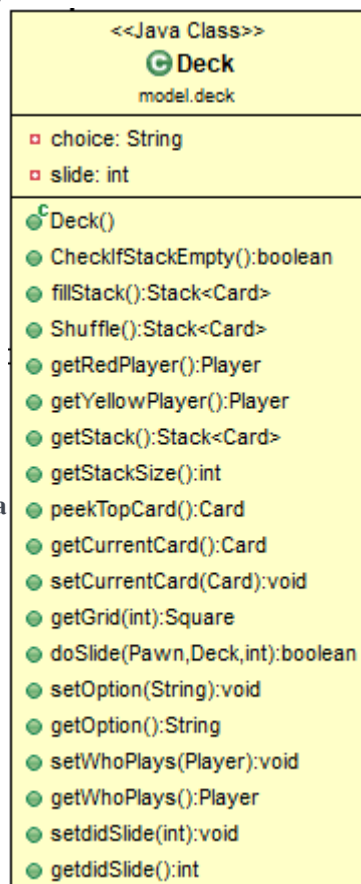 <<Java Class>>
C Deck
model.deck
choice: String
slide: int
C Deck()
CheckIfStackEmpty():boolean
fillStack():Stack<Card>
Shuffle():Stack<Card>
getRedPlayer():Player
getYellowPlayer():Player
getStack():Stack<Card>
getStackSize():int
a
peekTopCard():Card
getCurrentCard():Card
setCurrentCard(Card):void
getGrid(int):Square
doSlide(Pawn,Deck,int):boolean
setOption(String):void
getOption():String
setWhoPlays(Player):void
getWhoPlays():Player
setdidSlide(int):void
getdidSlide():int